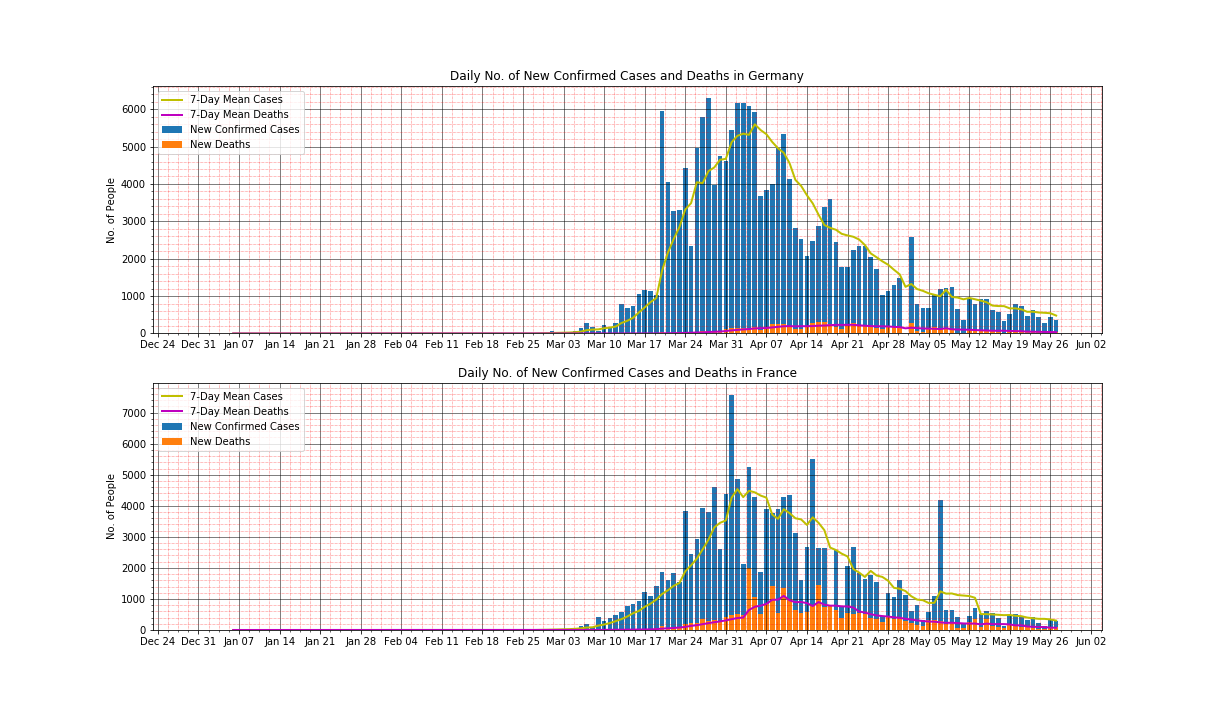 Daily No. of New Confirmed Cases and Deaths in Germany
7-Day Mean Cases
7-Day Mean Deaths
New Confirmed Cases
New Deaths
No. of People
6000
5000
4000
3000
2000
1000
0
Dec 24 Dec 31 Jan 07 Jan 14 Jan 21 Jan 28 Feb 04 Feb 11 Feb 18 Feb 25 Mar 03 Mar 10 Mar 17 Mar 24 Mar 31 Apr 07 Apr 14 Apr 21 Apr 28 May 05 May 12 May 19 May 26 Jun 02
Daily No. of New Confirmed Cases and Deaths in France
7-Day Mean Cases
7-Day Mean Deaths
New Confirmed Cases
New Deaths
No. of People
7000
6000
5000
4000
3000
2000
1000
0
Dec 24 Dec 31 Jan 07 Jan 14 Jan 21 Jan 28 Feb 04 Feb 11 Feb 18 Feb 25 Mar 03 Mar 10 Mar 17 Mar 24 Mar 31 Apr 07 Apr 14 Apr 21 Apr 28 May 05 May 12 May 19 May 26 Jun 02